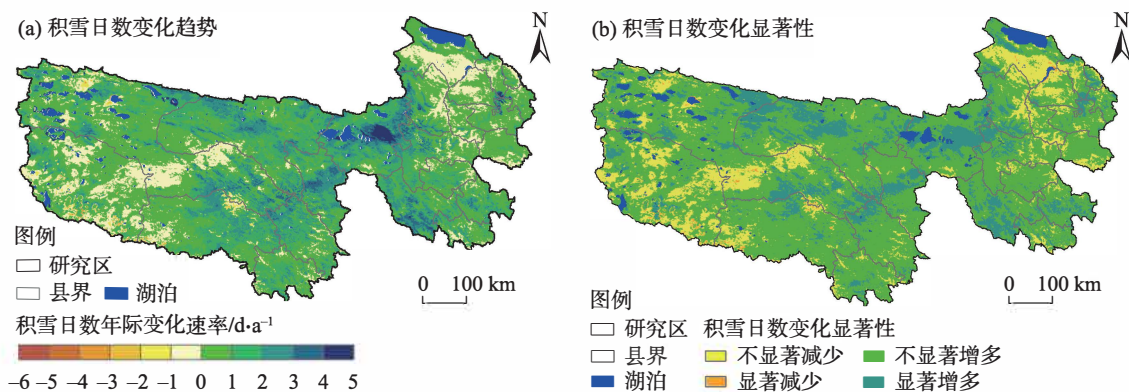 (a) 积雪日数变化趋势
N
图例
研究区
县界 湖泊
0 100 km
积雪日数年际变化速率/d·a⁻¹
−6 −5 −4 −3 −2 −1 0 1 2 3 4 5
(b) 积雪日数变化显著性
N
0 100 km
图例
研究区 积雪日数变化显著性
县界 不显著减少 不显著增多
湖泊 显著减少 显著增多